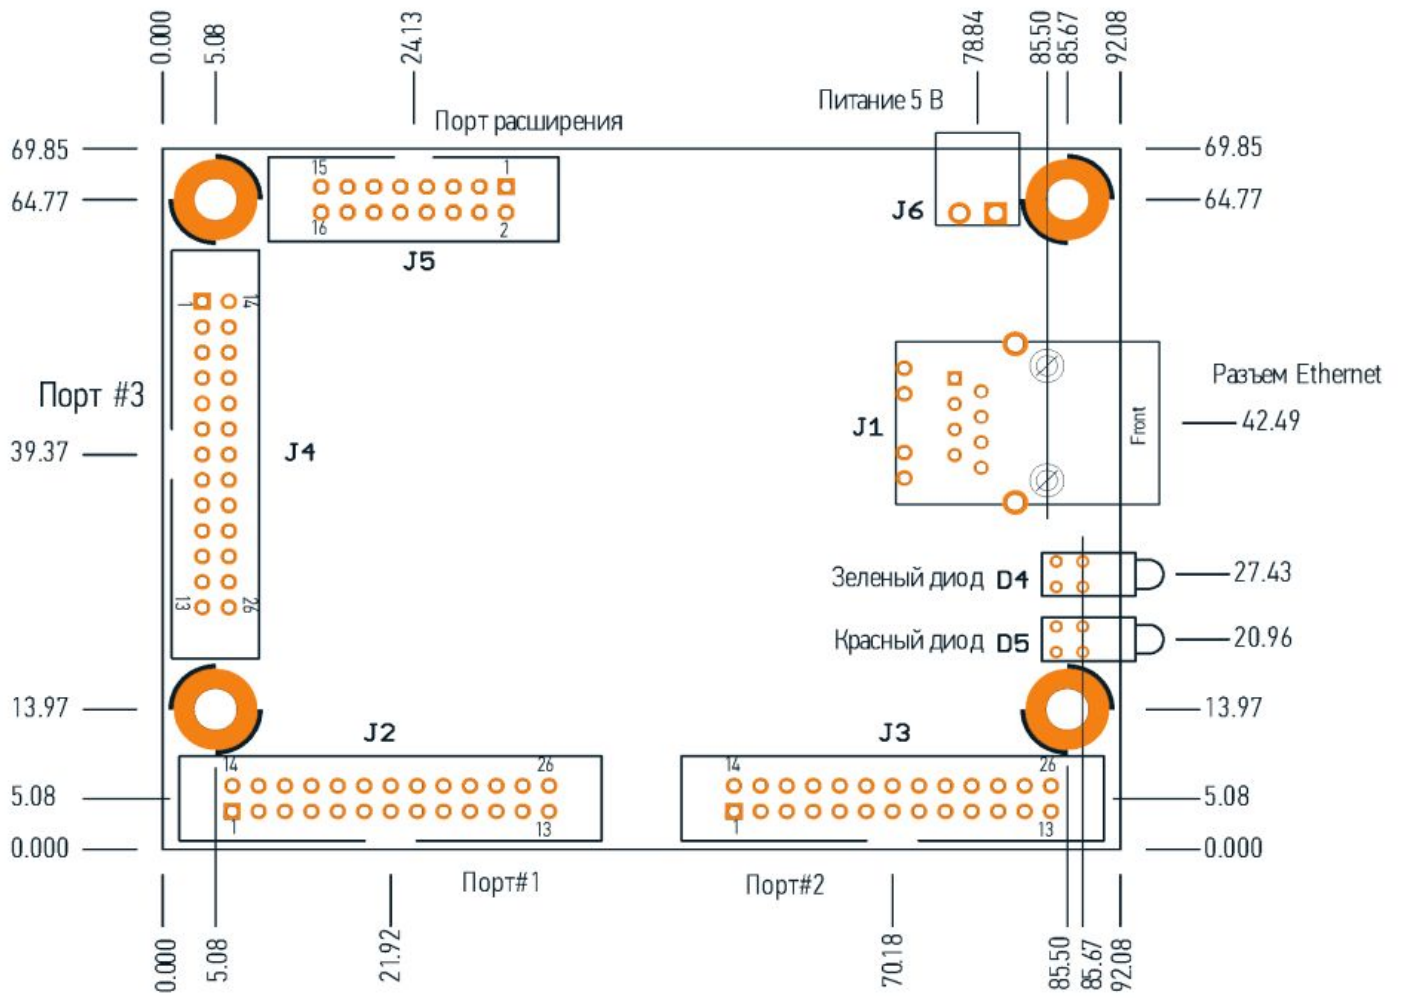 0.000
5.08
24.13
78.84
85.50
85.67
92.08
Питание 5 В
Порт расширения
69.85
69.85
15
1
64.77
64.77
J6
16
2
J5
1
14
Разъем Ethernet
Порт #3
Front
42.49
J1
39.37
J4
Зеленый диод D4
27.43
13
26
Красный диод D5
20.96
13.97
13.97
J2
J3
14
26
14
26
5.08
5.08
1
13
1
13
0.000
0.000
Порт#1
Порт#2
0.000
5.08
21.92
70.18
85.50
85.67
92.08